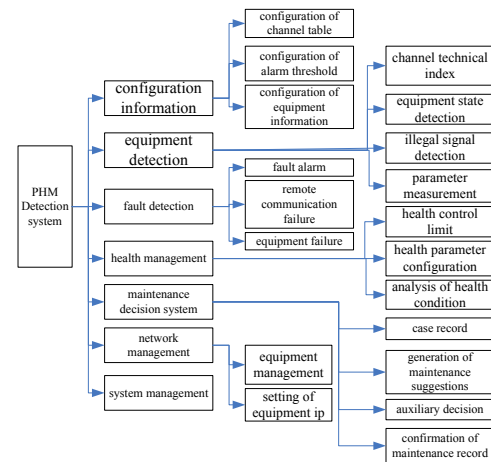 PHM
Detection
system
configuration
information
equipment
detection
fault detection
health management
maintenance
decision system
network
management
system management
configuration of
channel table
configuration of
alarm threshold
configuration of
equipment
information
fault alarm
remote
communication
failure
equipment failure
equipment
management
setting of
equipment ip
channel technical
index
equipment state
detection
illegal signal
detection
parameter
measurement
health control
limit
health parameter
configuration
analysis of health
condition
case record
generation of
maintenance
suggestions
auxiliary decision
confirmation of
maintenance record